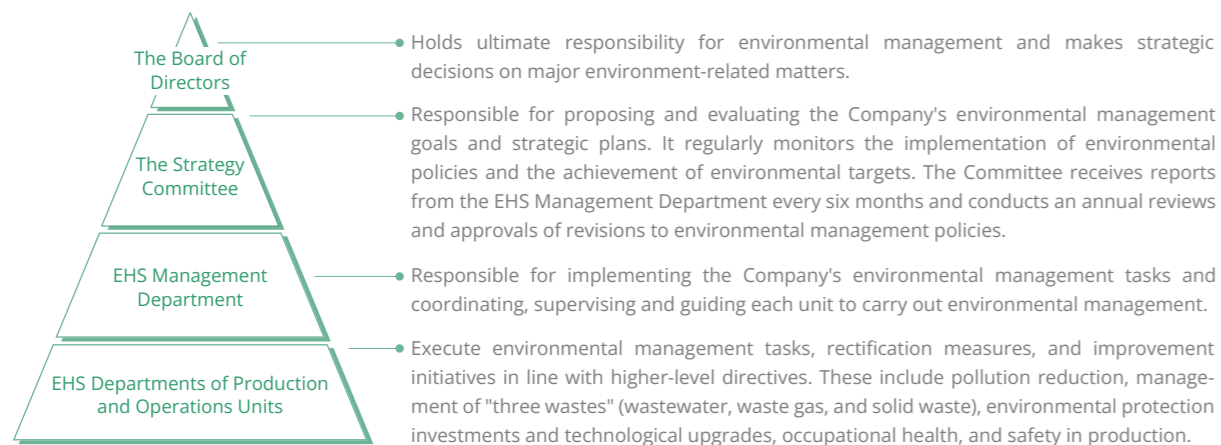 The Board of
Directors
Holds ultimate responsibility for environmental management and makes strategic
decisions on major environment-related matters.
The Strategy
Committee
Responsible for proposing and evaluating the Company's environmental management
goals and strategic plans. It regularly monitors the implementation of environmental
policies and the achievement of environmental targets. The Committee receives reports
from the EHS Management Department every six months and conducts an annual reviews
and approvals of revisions to environmental management policies.
EHS Management
Department
Responsible for implementing the Company's environmental management tasks and
coordinating, supervising and guiding each unit to carry out environmental management.
EHS Departments of Production
and Operations Units
Execute environmental management tasks, rectification measures, and improvement
initiatives in line with higher-level directives. These include pollution reduction, manage-
ment of "three wastes" (wastewater, waste gas, and solid waste), environmental protection
investments and technological upgrades, occupational health, and safety in production.